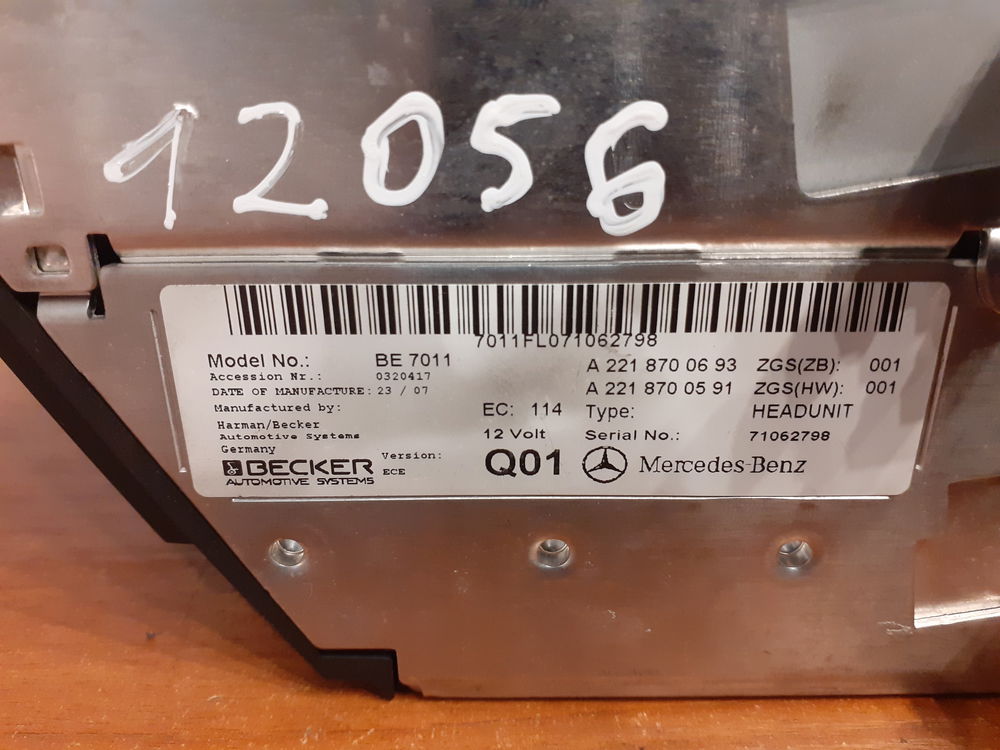 12056
7011FL071062798
Model No.: BE 7011 A 221 870 06 93 ZGS(ZB): 001
Accession Nr.: 0320417
DATE OF MANUFACTURE: 23 / 07 A 221 870 05 91 ZGS(HW): 001
Manufactured by: EC: 114 Type: HEADUNIT
Harman/Becker
Automotive Systems 12 Volt Serial No.: 71062798
Germany
Version:
BECKER ECE Q01 Mercedes-Benz
AUTOMOTIVE SYSTEMS